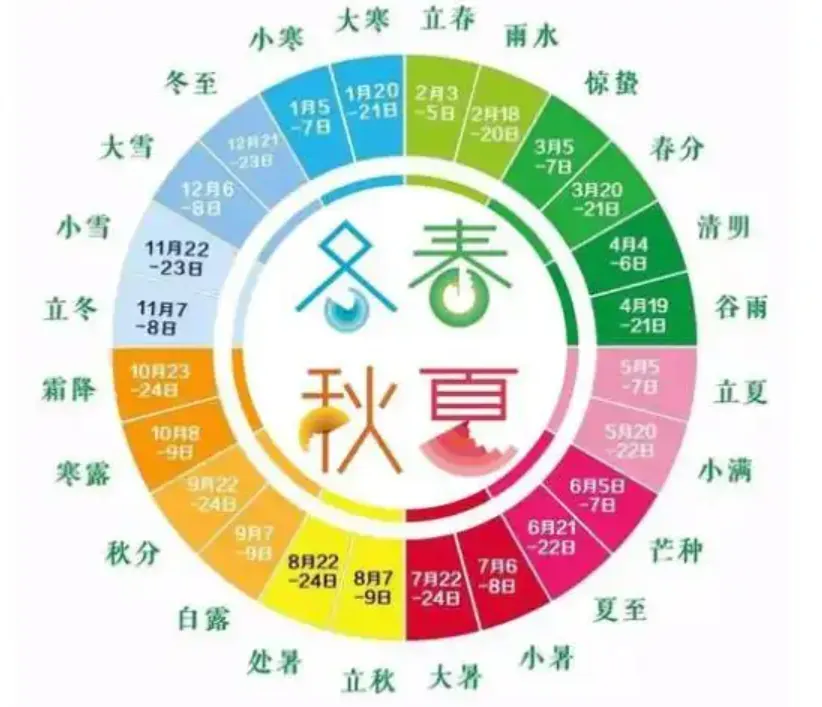 立春
雨水
惊蛰
春分
清明
谷雨
立夏
小满
芒种
夏至
小暑
大暑
立秋
处暑
白露
秋分
寒露
霜降
立冬
小雪
大雪
冬至
小寒
大寒
2月3
-5日
2月18
-20日
3月5
-7日
3月20
-21日
4月4
-6日
4月19
-21日
5月5
-7日
5月20
-22日
6月5日
-7日
6月21
-22日
7月6
-8日
7月22
-24日
8月7
-9日
8月22
-24日
9月7
-9日
9月22
-24日
10月8
-9日
10月23
-24日
11月7
-8日
11月22
-23日
12月6
-8日
12月21
-23日
1月5
-7日
1月20
-21日
冬春
秋夏